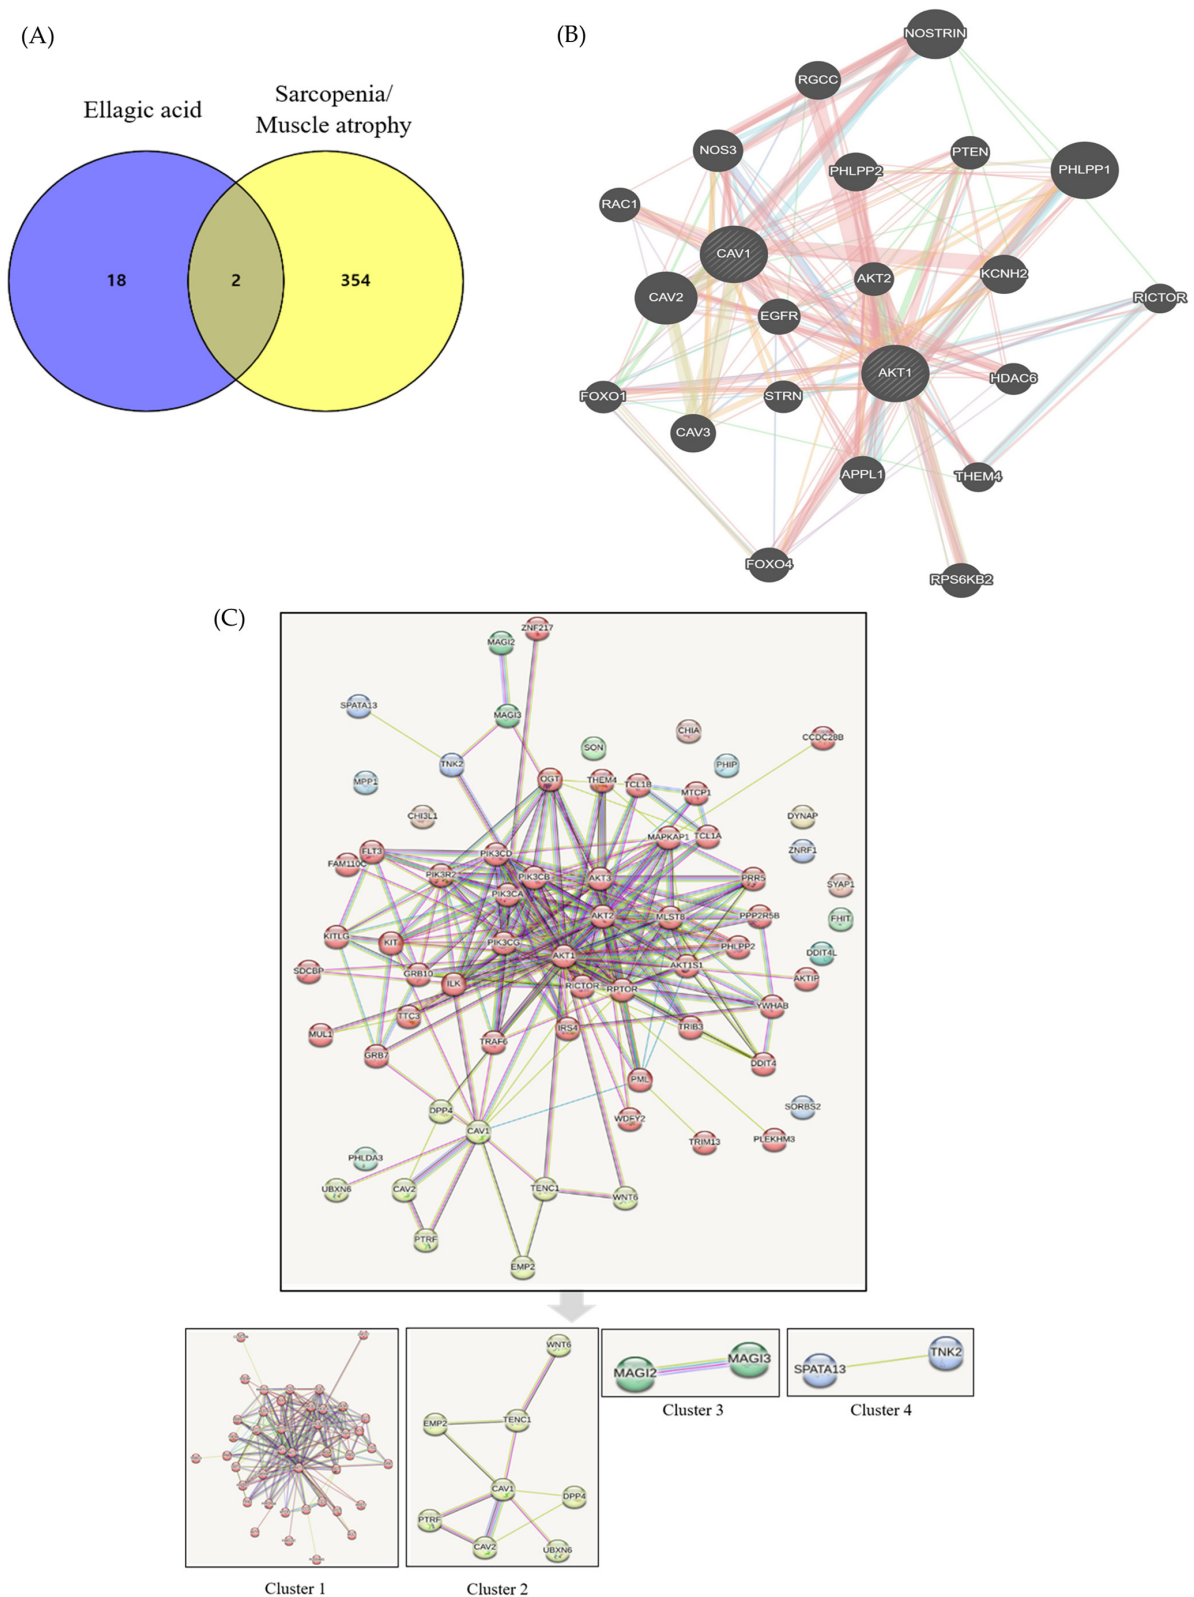 (A)
Ellagic acid
Sarcopenia/
Muscle atrophy
18
2
354
(B)
NOSTRIN
RGCC
NOS3
PTEN
PHLPP2
PHLPP1
RAC1
CAV1
KCNH2
AKT2
CAV2
RICTOR
EGFR
AKT1
HDAC6
FOXO1
STRN
CAV3
APPL1
THEM4
FOXO4
RPS6KB2
(C)
ZNF217
MAGI2
SPATA13
MAGI3
CHIA
CCDC28B
SON
TNK2
PHIP
MPP1
OGT
THEM4
TCL1B
MTCP1
CHI3L1
DYNAP
MAPKAP1
TCL1A
FLT3
PIK3CD
ZNRF1
FAM110C
PIK3R2
PIK3CB
AKT3
PRR5
SYAP1
PIK3CA
AKT2
MLST8
PPP2R5B
FHIT
KITLG
KIT
PIK3CG
PHLPP2
DDIT4L
AKT1
SDCBP
GRB10
AKT1S1
AKTIP
ILK
RICTOR
RPTOR
YWHAB
TTC3
MUL1
IRS4
TRIB3
TRAF6
GRB7
DDIT4
PML
DPP4
SORBS2
WDFY2
CAV1
TRIM13
PLEKHM3
PHLDA3
UBXN6
CAV2
TENC1
WNT6
PTRF
EMP2
WNT6
EMP2
TENC1
CAV1
DPP4
PTRF
CAV2
UBXN6
MAGI2
MAGI3
SPATA13
TNK2
Cluster 3
Cluster 4
Cluster 1
Cluster 2